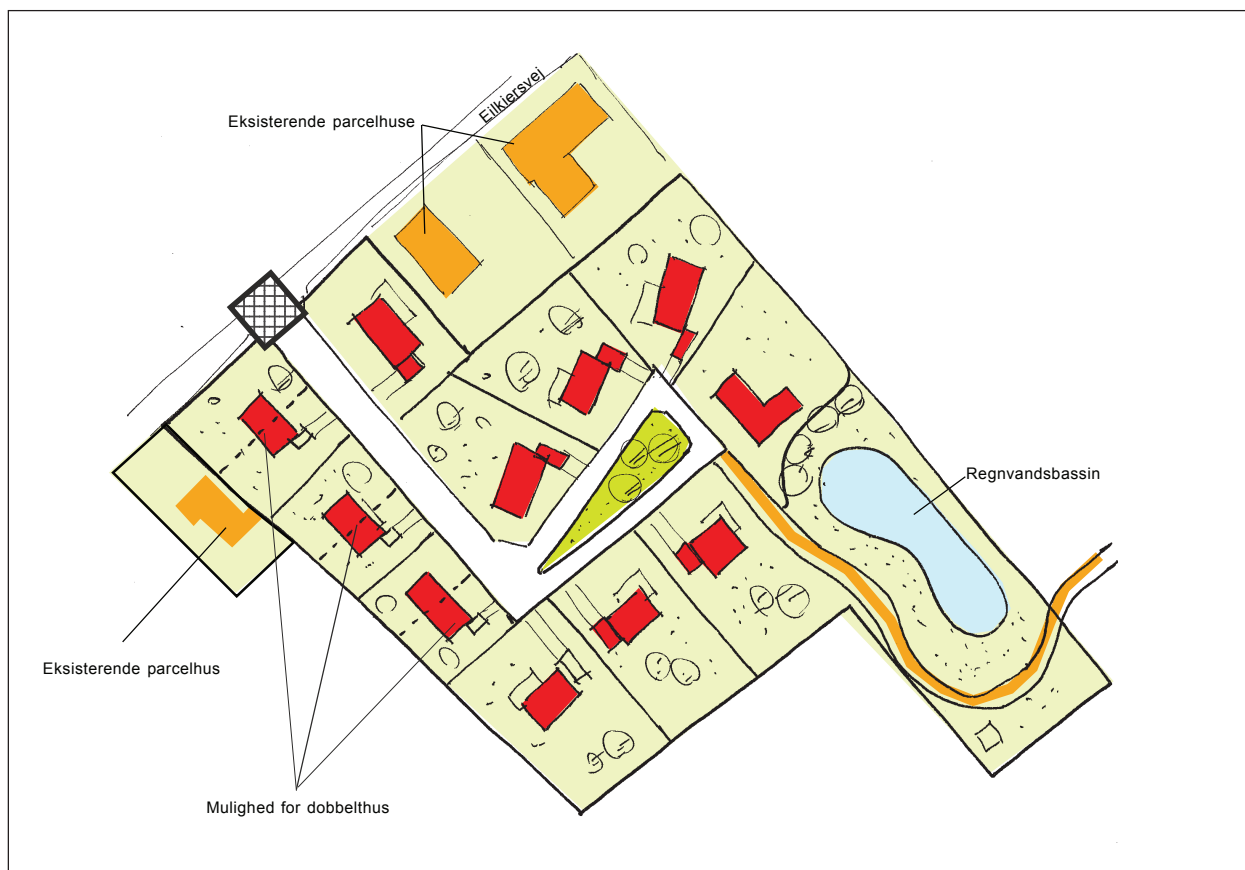 Eilkiersvej
Eksisterende parcelhuse
Regnvandsbassin
Eksisterende parcelhus
Mulighed for dobbelthus